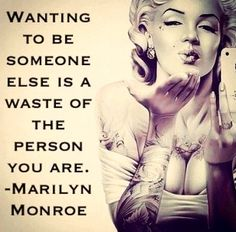 WANTING
TO BE
SOMEONE
ELSE IS A
WASTE OF
THE
PERSON
YOU ARE.
-MARILYN
MONROE